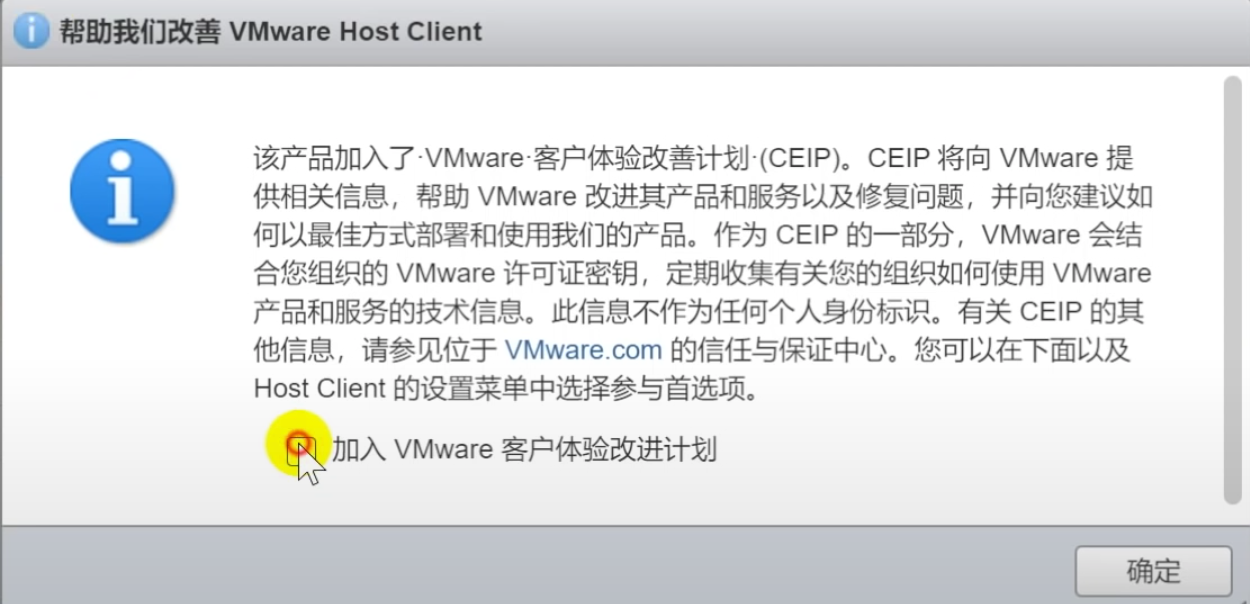 帮助我们改善 VMware Host Client
该产品加入了·VMware·客户体验改善计划·(CEIP)。CEIP 将向 VMware 提
供相关信息，帮助 VMware 改进其产品和服务以及修复问题，并向您建议如
何以最佳方式部署和使用我们的产品。作为 CEIP 的一部分，VMware 会结
合您组织的 VMware 许可证密钥，定期收集有关您的组织如何使用 VMware
产品和服务的技术信息。此信息不作为任何个人身份标识。有关 CEIP 的其
他信息，请参见位于 VMware.com 的信任与保证中心。您可以在下面以及
Host Client 的设置菜单中选择参与首选项。
加入 VMware 客户体验改进计划
确定